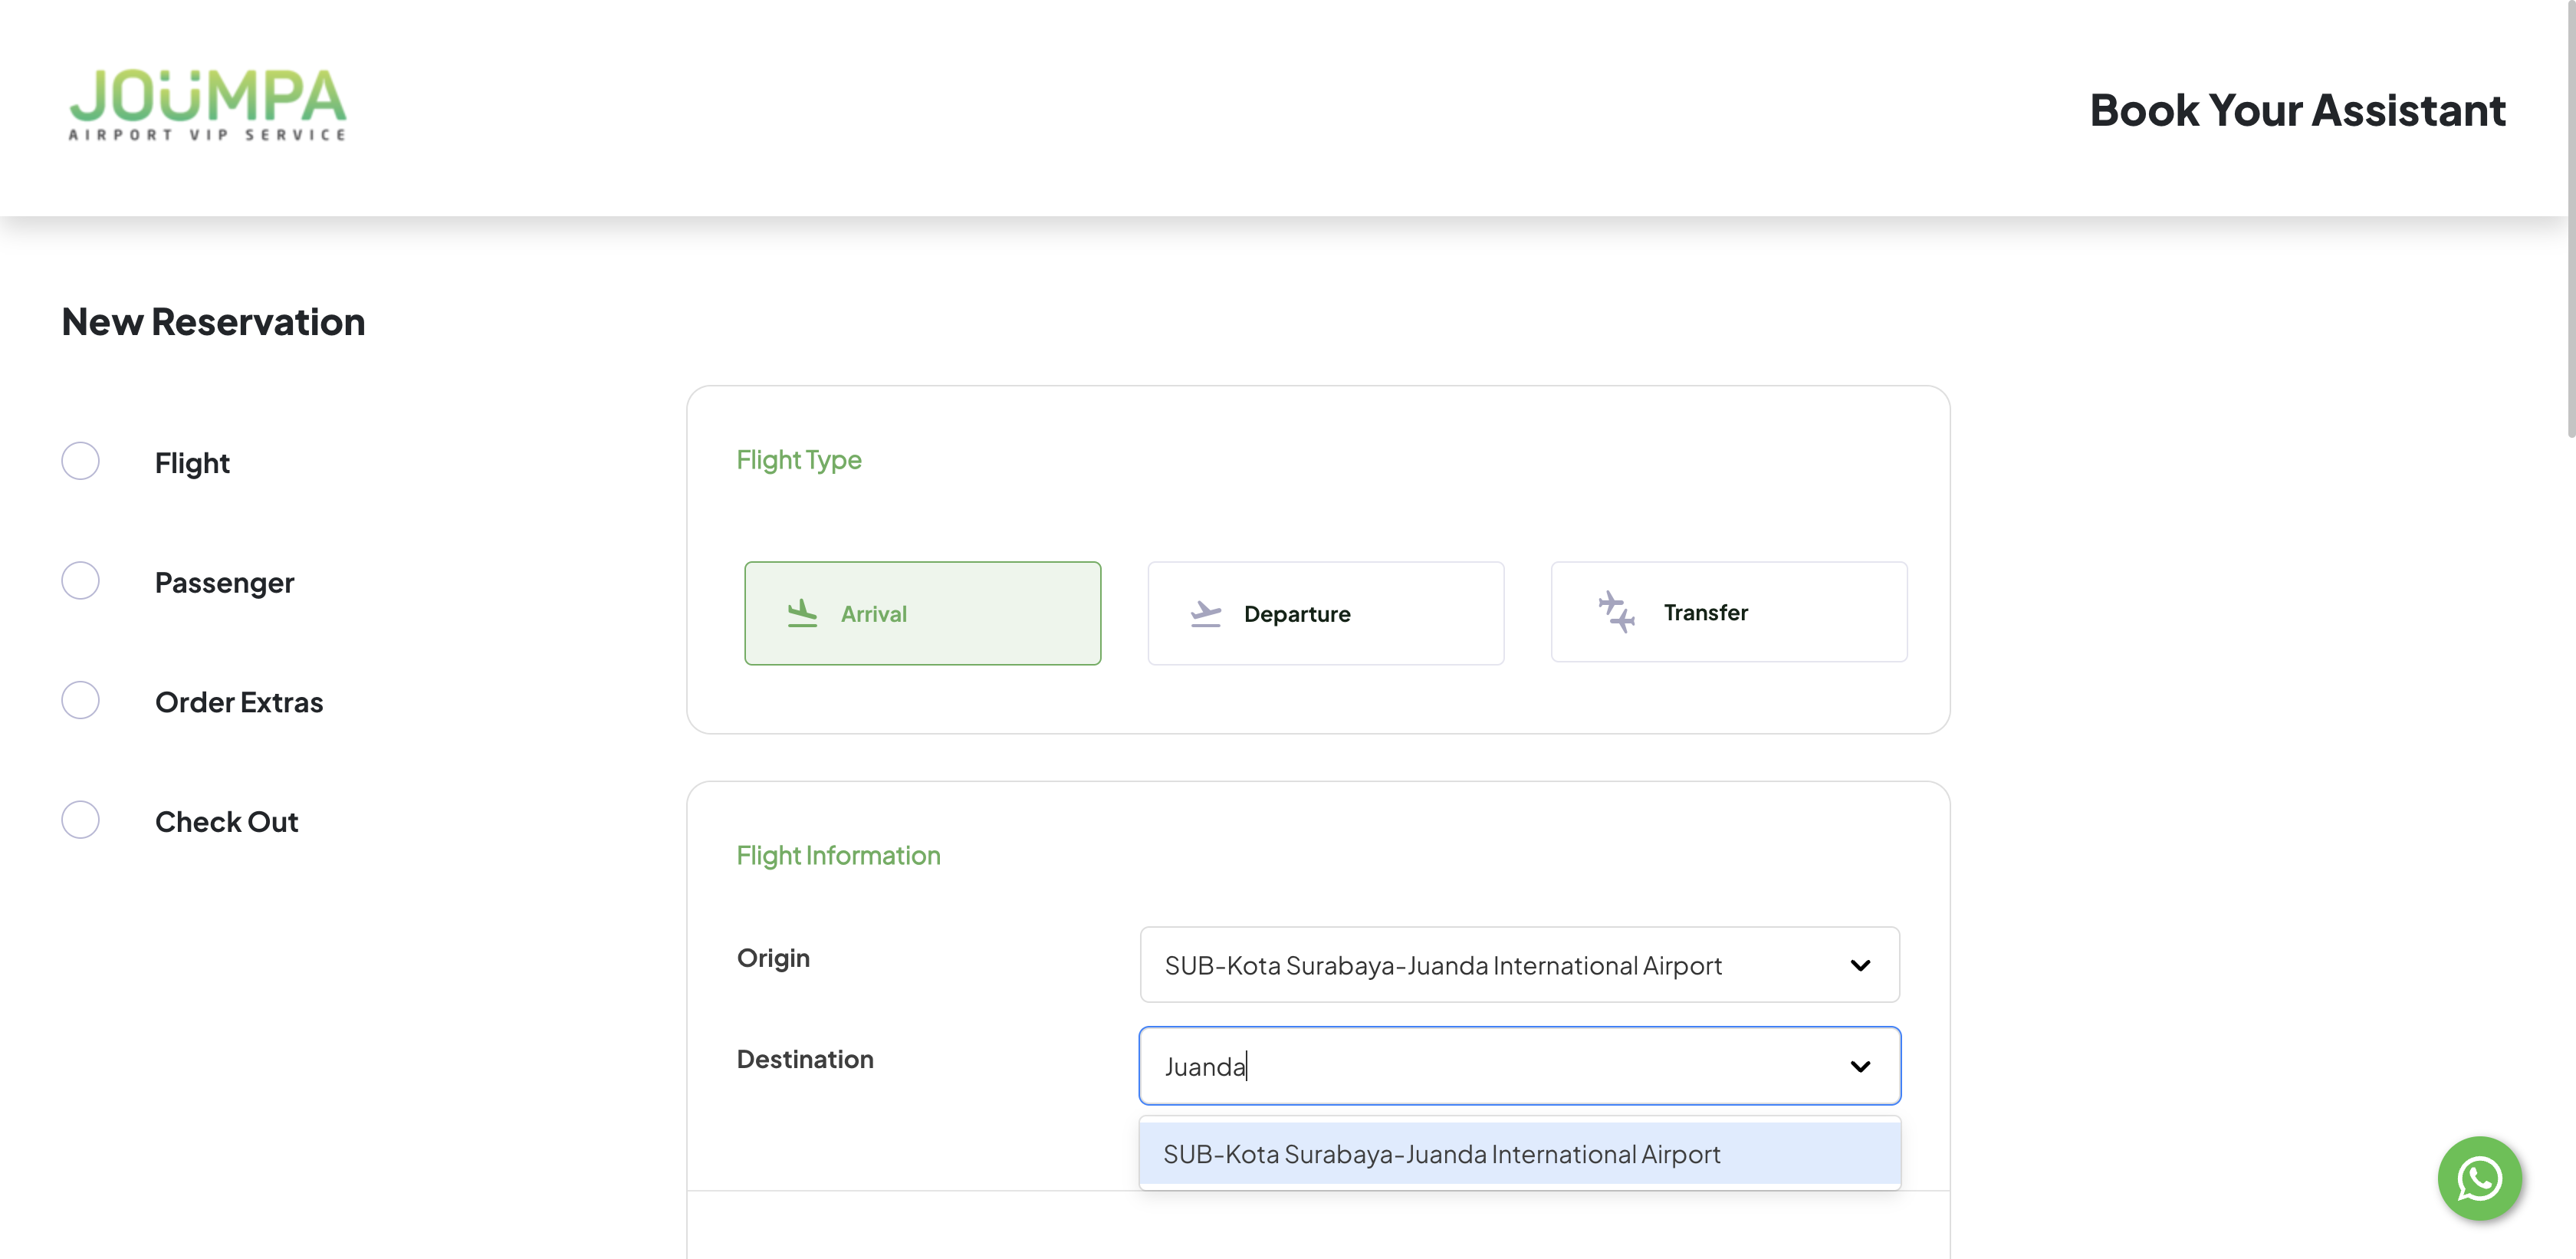 JOÜMPA
AIRPORT VIP SERVICE
Book Your Assistant
New Reservation
Flight
Passenger
Order Extras
Check Out
Flight Type
Arrival
Departure
Transfer
Flight Information
Origin
SUB-Kota Surabaya-Juanda International Airport
Destination
Juanda
SUB-Kota Surabaya-Juanda International Airport